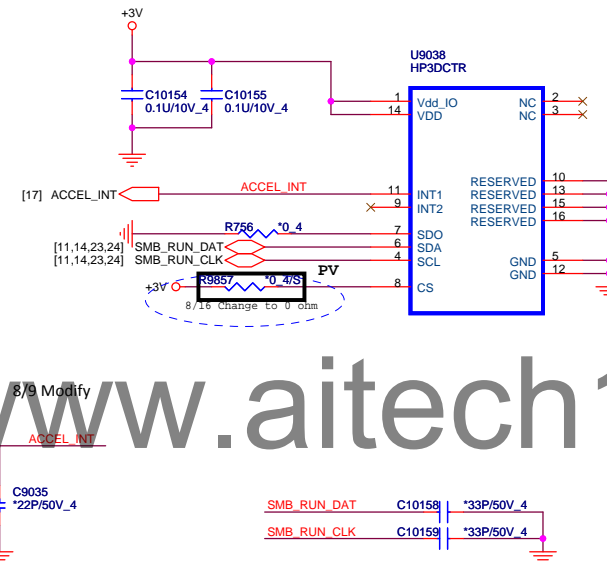 +3V
U9038
HP3DCTR
C10154
0.1U/10V_4
C10155
0.1U/10V_4
1 Vdd_IO NC 2
14 VDD NC 3
[17] ACCEL_INT ACCEL_INT 11 INT1
9 INT2
RESERVED 10
RESERVED 13
RESERVED 15
RESERVED 16
R756 *0_4 7 SDO
[11,14,23,24] SMB_RUN_DAT 6 SDA
[11,14,23,24] SMB_RUN_CLK 4 SCL
GND 5
GND 12
PV
+3V R9857 *0_4/S 8 CS
8/16 Change to 0 ohm
www.aitech1
8/9 Modify
ACCEL_INT
C9035
*22P/50V_4
SMB_RUN_DAT C10158 *33P/50V_4
SMB_RUN_CLK C10159 *33P/50V_4